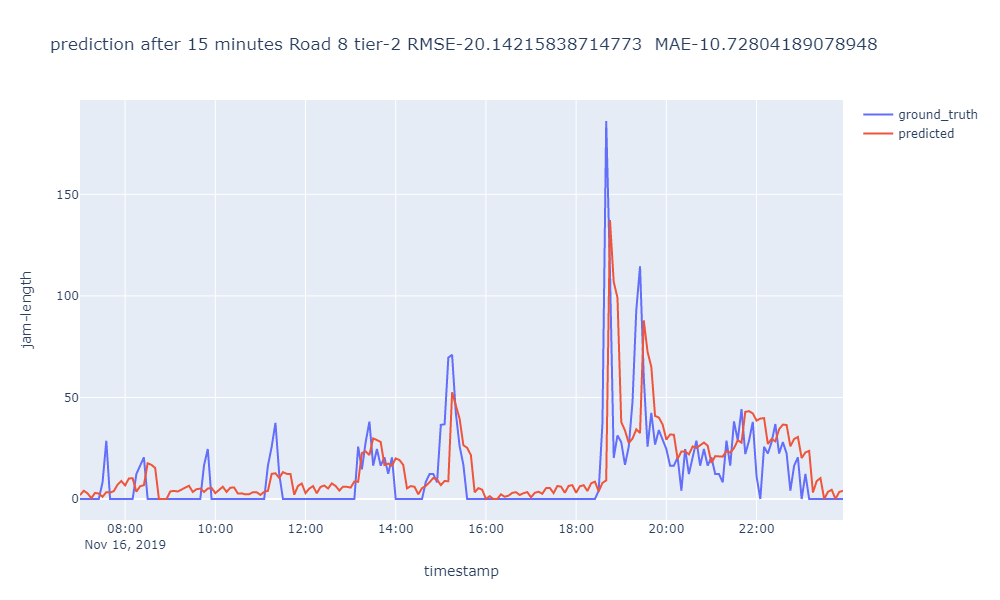 prediction after 15 minutes Road 8 tier-2 RMSE-20.14215838714773  MAE-10.72804189078948
ground_truth
predicted
150
100
50
0
jam-length
08:00 10:00 12:00 14:00 16:00 18:00 20:00 22:00
Nov 16, 2019
timestamp